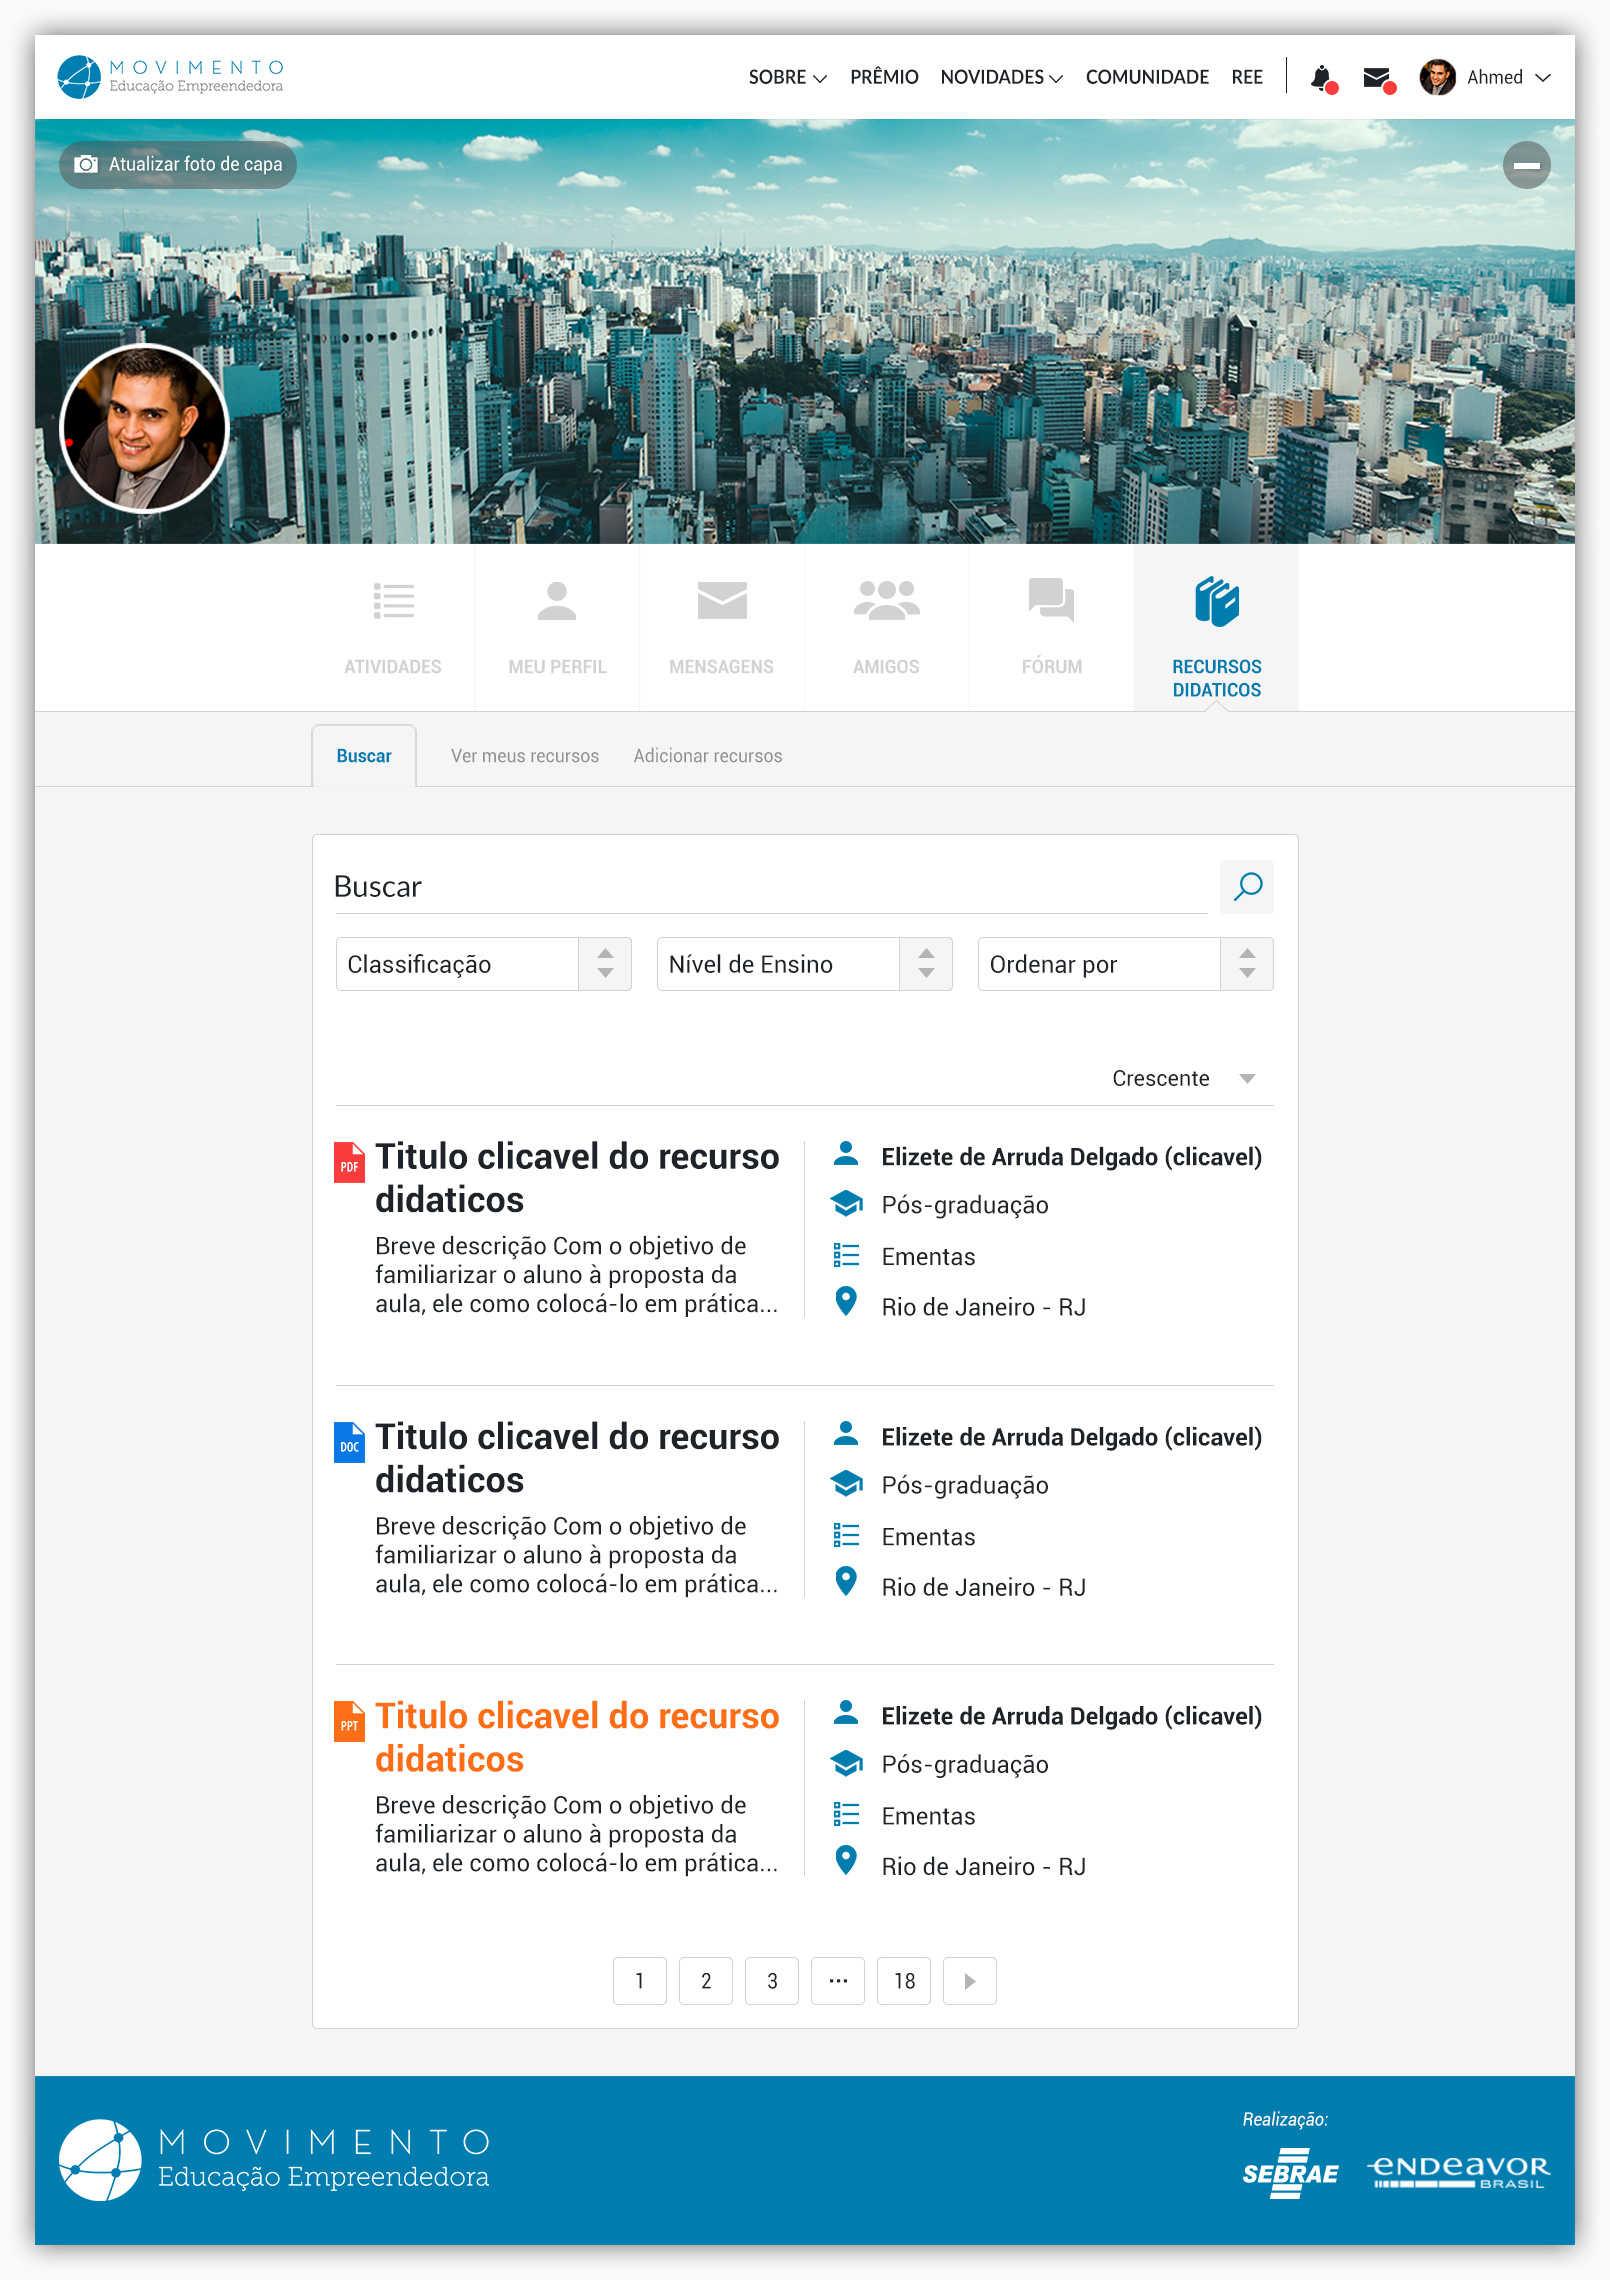 MOVIMENTO
Educação Empreendedora
SOBRE PRÊMIO NOVIDADES COMUNIDADE REE Ahmed
Atualizar foto de capa
ATIVIDADES MEU PERFIL MENSAGENS AMIGOS FÓRUM RECURSOS
DIDATICOS
Buscar Ver meus recursos Adicionar recursos
Buscar
Classificação Nível de Ensino Ordenar por
Crescente
PDF
Titulo clicavel do recurso
didaticos
Breve descrição Com o objetivo de
familiarizar o aluno à proposta da
aula, ele como colocá-lo em prática...
Elizete de Arruda Delgado (clicavel)
Pós-graduação
Ementas
Rio de Janeiro - RJ
DOC
Titulo clicavel do recurso
didaticos
Breve descrição Com o objetivo de
familiarizar o aluno à proposta da
aula, ele como colocá-lo em prática...
Elizete de Arruda Delgado (clicavel)
Pós-graduação
Ementas
Rio de Janeiro - RJ
PPT
Titulo clicavel do recurso
didaticos
Breve descrição Com o objetivo de
familiarizar o aluno à proposta da
aula, ele como colocá-lo em prática...
Elizete de Arruda Delgado (clicavel)
Pós-graduação
Ementas
Rio de Janeiro - RJ
1 2 3 ... 18
MOVIMENTO
Educação Empreendedora
Realização:
SEBRAE
ENDEAVOR
BRASIL